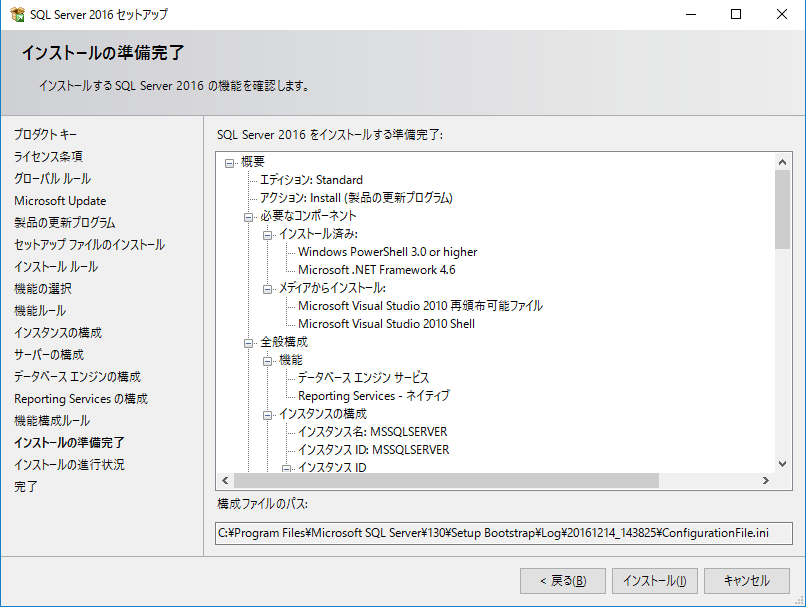 SQL Server 2016 セットアップ
インストールの準備完了
インストールする SQL Server 2016 の機能を確認します。
プロダクト キー
ライセンス条項
グローバル ルール
Microsoft Update
製品の更新プログラム
セットアップ ファイルのインストール
インストール ルール
機能の選択
機能ルール
インスタンスの構成
サーバーの構成
データベース エンジンの構成
Reporting Services の構成
機能構成ルール
インストールの準備完了
インストールの進行状況
完了
SQL Server 2016 をインストールする準備完了:
概要
エディション: Standard
アクション: Install (製品の更新プログラム)
必要なコンポーネント
インストール済み:
Windows PowerShell 3.0 or higher
Microsoft .NET Framework 4.6
メディアからインストール:
Microsoft Visual Studio 2010 再頒布可能ファイル
Microsoft Visual Studio 2010 Shell
全般構成
機能
データベース エンジン サービス
Reporting Services - ネイティブ
インスタンスの構成
インスタンス名: MSSQLSERVER
インスタンス ID: MSSQLSERVER
インスタンス ID
構成ファイルのパス:
C:¥Program Files¥Microsoft SQL Server¥130¥Setup Bootstrap¥Log¥20161214_143825¥ConfigurationFile.ini
< 戻る(B)
インストール(I)
キャンセル